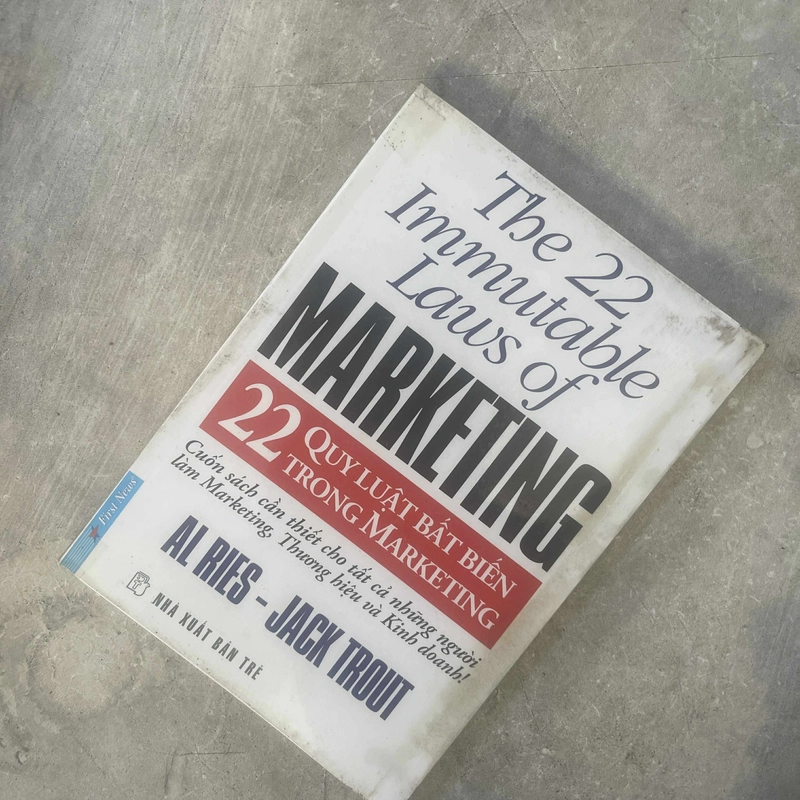 The 22
Immutable
Laws of
MARKETING
22 QUY LUẬT BẤT BIẾN
TRONG MARKETING
Cuốn sách cần thiết cho tất cả những người
làm Marketing, Thương hiệu và Kinh doanh!
AL RIES – JACK TROUT
First News
NHÀ XUẤT BẢN TRẺ